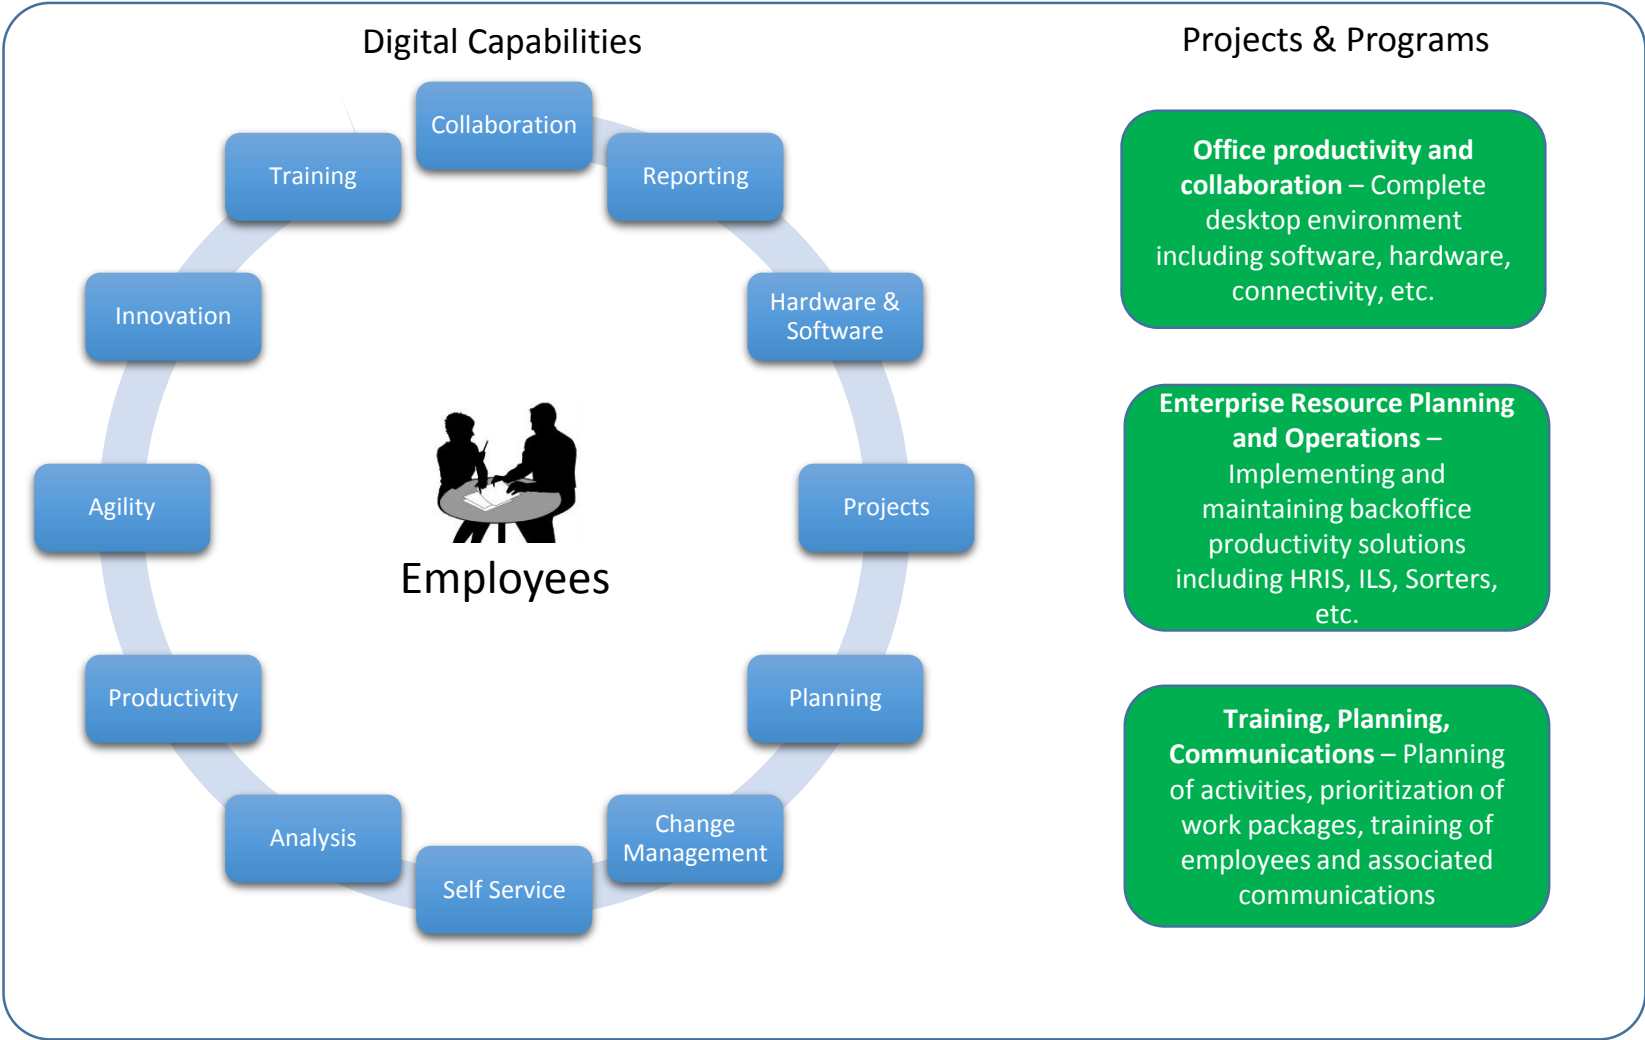 Digital Capabilities
Collaboration
Reporting
Hardware &
Software
Projects
Planning
Change
Management
Self Service
Analysis
Productivity
Agility
Innovation
Training
Employees
Projects & Programs
Office productivity and
collaboration – Complete
desktop environment
including software, hardware,
connectivity, etc.
Enterprise Resource Planning
and Operations –
Implementing and
maintaining backoffice
productivity solutions
including HRIS, ILS, Sorters,
etc.
Training, Planning,
Communications – Planning
of activities, prioritization of
work packages, training of
employees and associated
communications